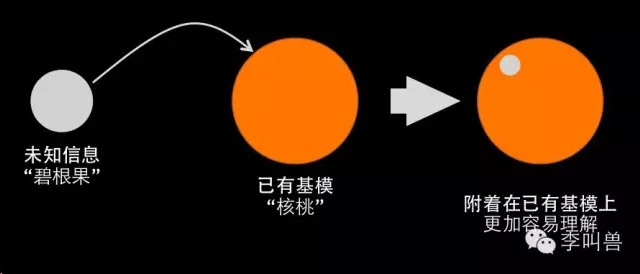 未知信息
“碧根果”
已有基模
“核桃”
附着在已有基模上
更加容易理解
李叫兽